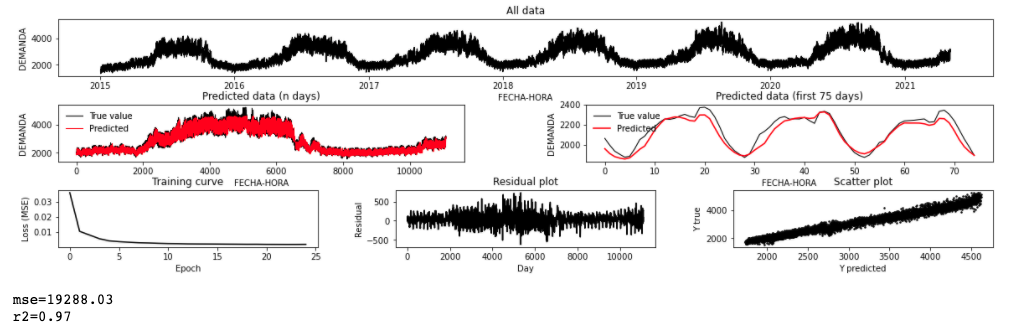 All data
DEMANDA
4000
2000
2015 2016 2017 2018 2019 2020 2021
FECHA-HORA
Predicted data (n days)
DEMANDA
4000
2000
True value
Predicted
0 2000 4000 6000 8000 10000
FECHA-HORA
Predicted data (first 75 days)
DEMANDA
2400
2200
2000
True value
Predicted
0 10 20 30 40 50 60 70
FECHA-HORA
Training curve
Loss (MSE)
0.03
0.02
0.01
0 5 10 15 20 25
Epoch
Residual plot
Residual
500
0
−500
0 2000 4000 6000 8000 10000
Day
Scatter plot
Y true
4000
2000
2000 2500 3000 3500 4000 4500
Y predicted
mse=19288.03
r2=0.97